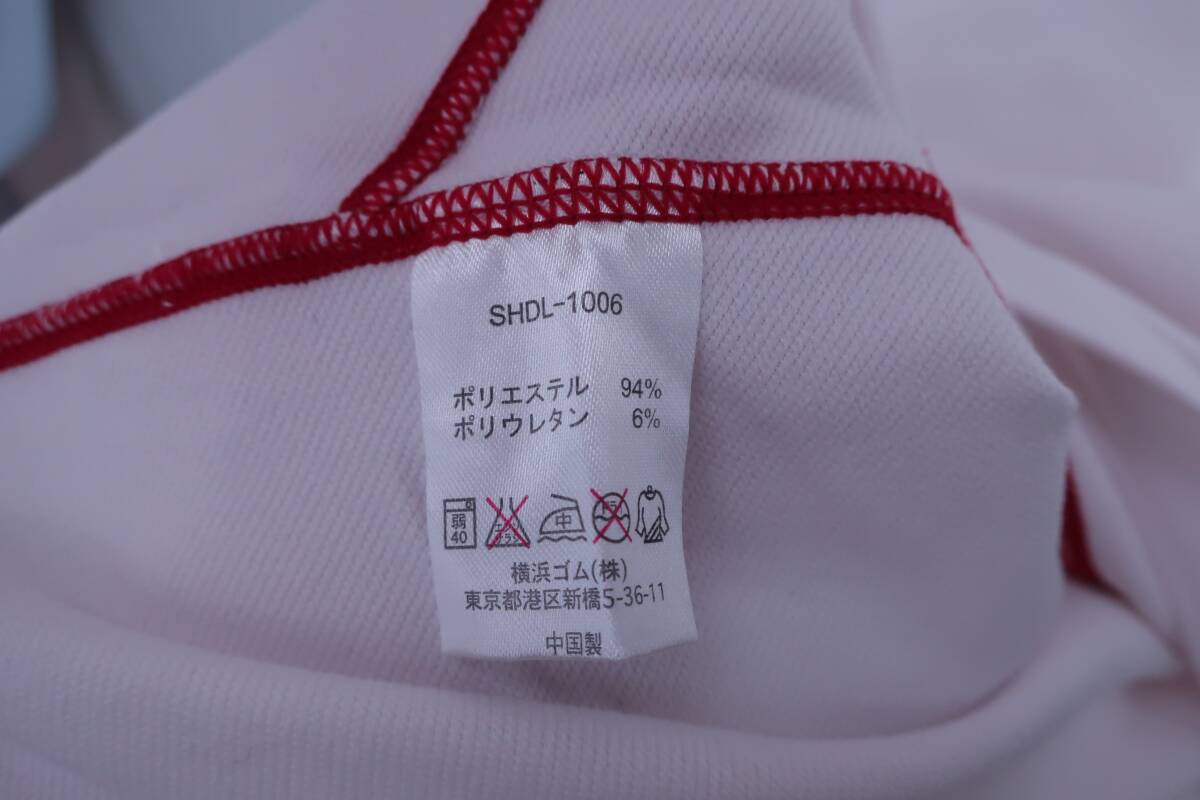 SHDL-1006
ポリエステル 94%
ポリウレタン 6%
弱 中
40
横浜ゴム(株)
東京都港区新橋5-36-11
中国製